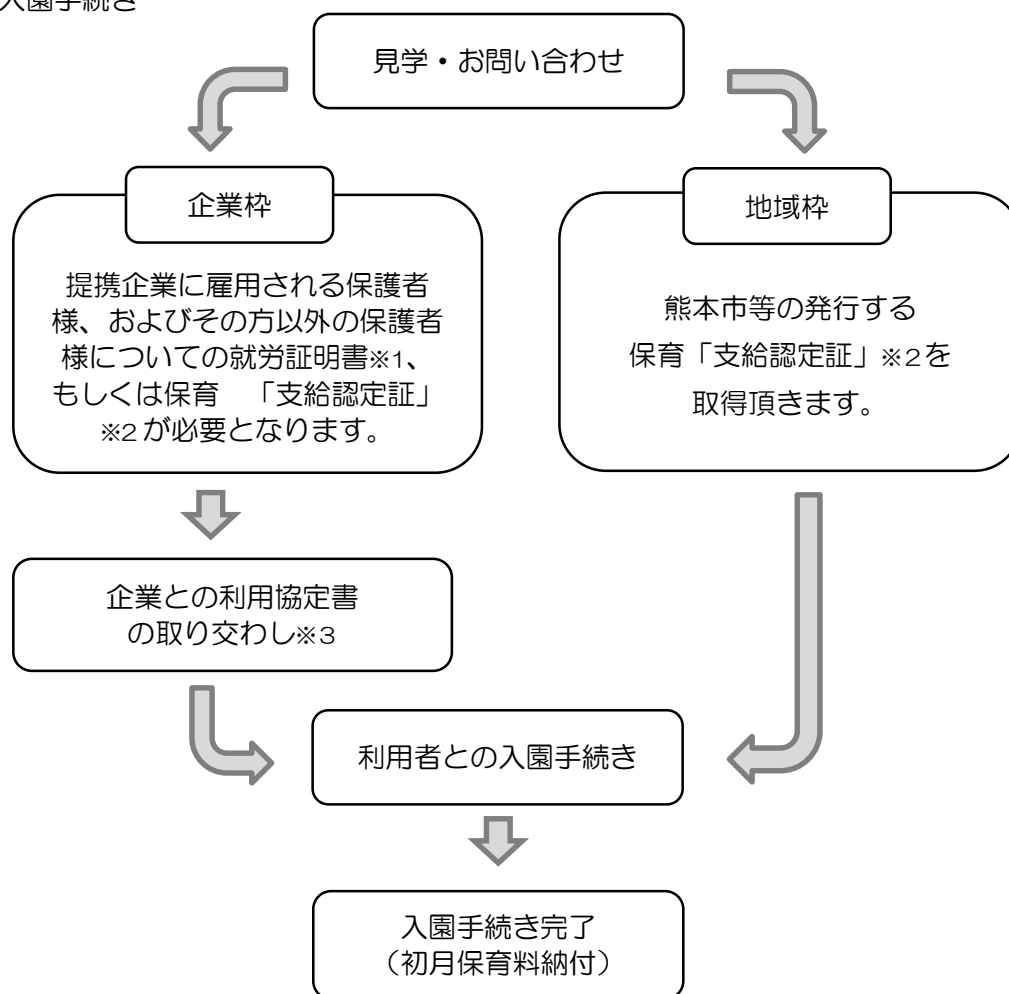 入園手続き
見学・お問い合わせ
企業枠
提携企業に雇用される保護者
様、およびその方以外の保護者
様についての就労証明書※1、
もしくは保育　「支給認定証」
※2が必要となります。
地域枠
熊本市等の発行する
保育「支給認定証」※2を
取得頂きます。
企業との利用協定書
の取り交わし※3
利用者との入園手続き
入園手続き完了
（初月保育料納付）